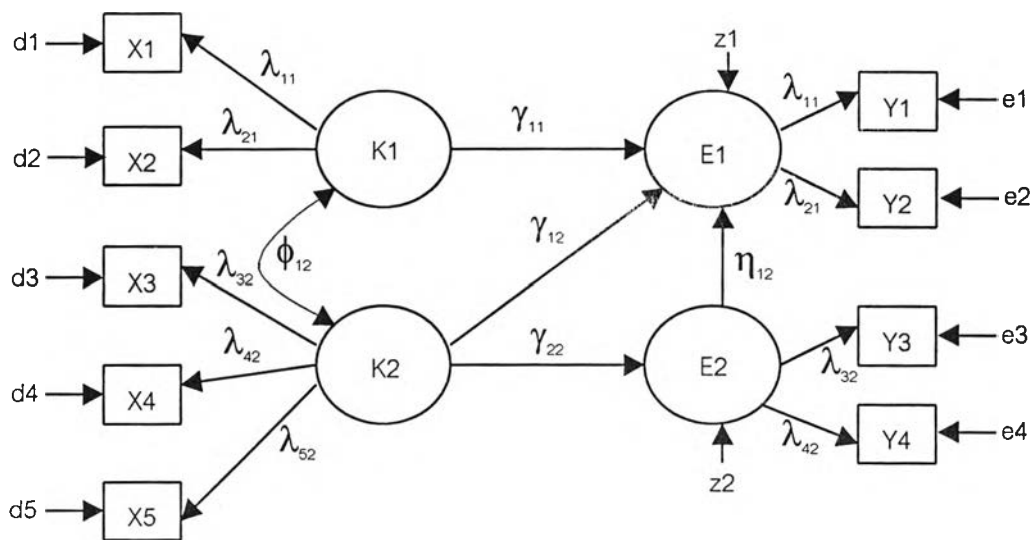 d1 X1 λ11 z1 λ11 Y1 e1
d2 X2 λ21 K1 γ11 E1 λ21 Y2 e2
d3 X3 λ32 ϕ12 γ12 η12
d4 X4 λ42 K2 γ22 E2 λ32 Y3 e3
d5 X5 λ52 z2 λ42 Y4 e4